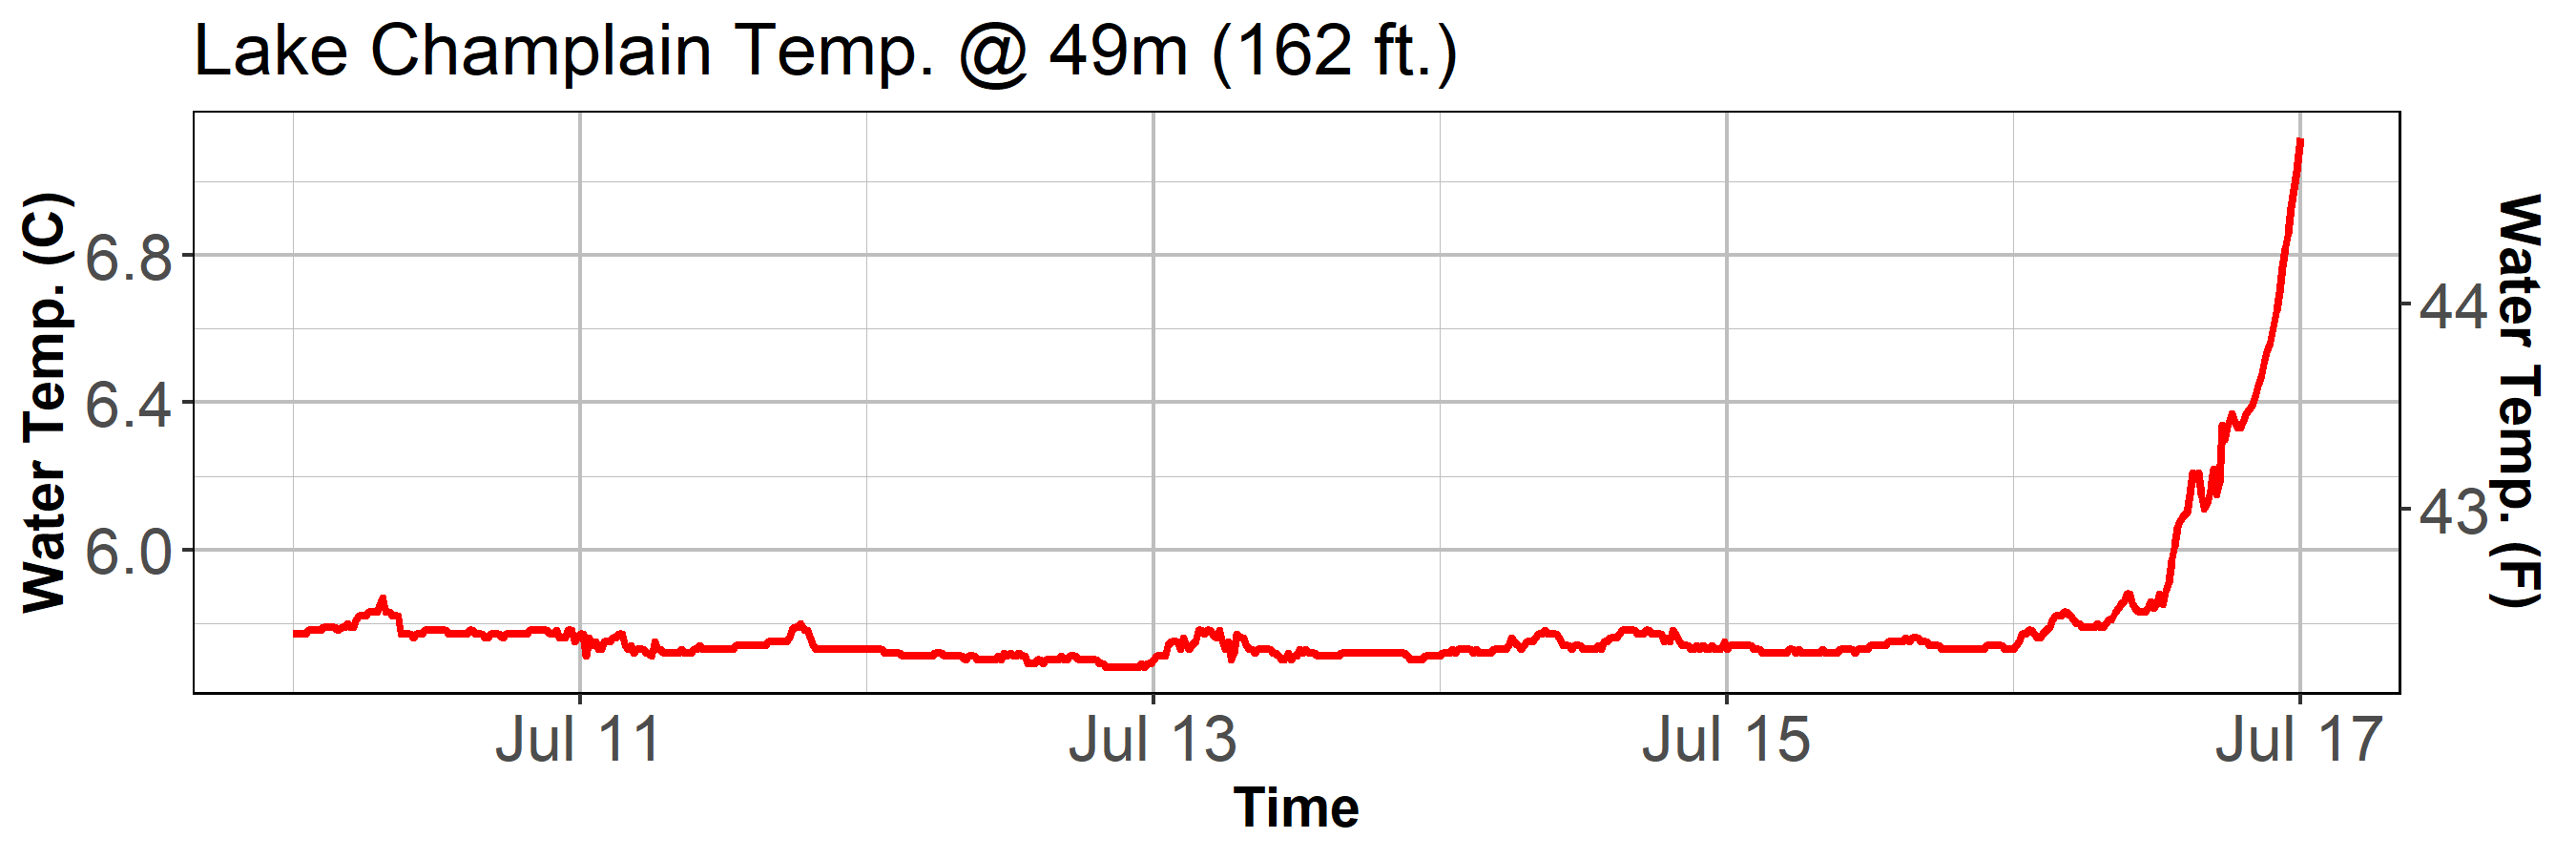 Lake Champlain Temp. @ 49m (162 ft.)
Water Temp. (C)
6.8
6.4
6.0
44
43
Water Temp. (F)
Jul 11 Jul 13 Jul 15 Jul 17
Time